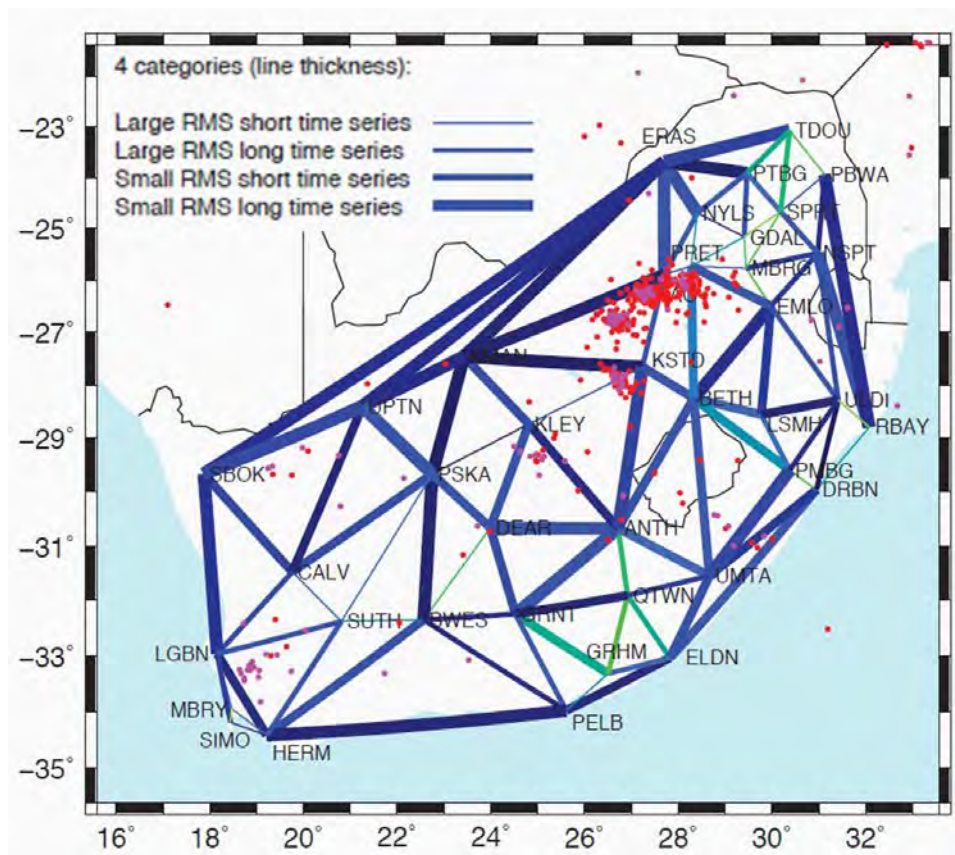 4 categories (line thickness):
Large RMS short time series
Large RMS long time series
Small RMS short time series
Small RMS long time series
−23
−25
−27
−29
−31
−33
−35
ERAS
TDOU
PTBG
PBWA
NYLS
SPRT
GDAL
PRET
MBRG
NSPT
EMLO
KSTD
UPTN
BETH
ULDI
KLEY
LSMH
RBAY
SBOK
PSKA
PMBG
DRBN
DEAR
ANTH
CALV
UMTA
QTWN
SUTH
BWES
GRNT
LGBN
GRHM
ELDN
MBRY
PELB
SIMO
HERM
16°
18°
20°
22°
24°
26°
28°
30°
32°